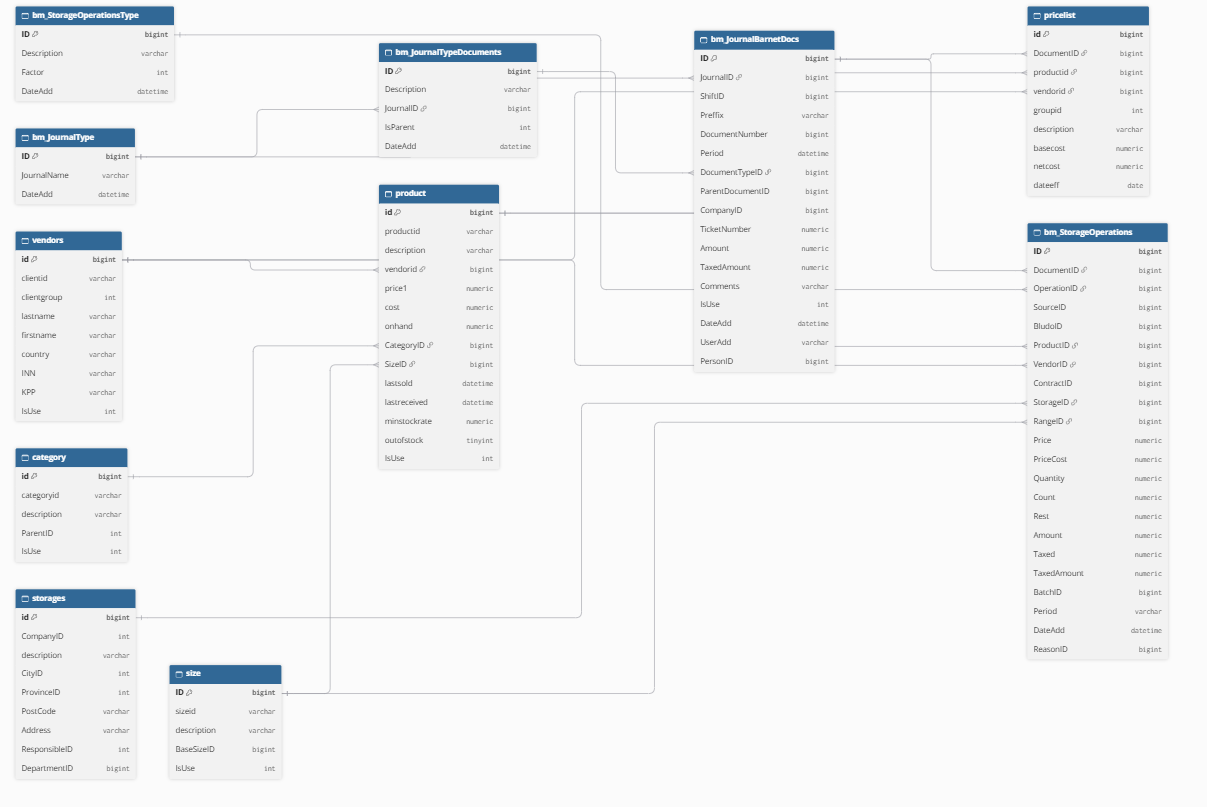 bm_StorageOperationsType
ID bigint
Description varchar
Factor int
DateAdd datetime
bm_JournalType
ID bigint
JournalName varchar
DateAdd datetime
vendors
id bigint
clientid varchar
clientgroup int
lastname varchar
firstname varchar
country varchar
INN varchar
KPP varchar
IsUse int
category
id bigint
categoryid varchar
description varchar
ParentID int
IsUse int
storages
id bigint
CompanyID int
description varchar
CityID int
ProvinceID int
PostCode varchar
Address varchar
ResponsibleID int
DepartmentID bigint
size
ID bigint
sizeid varchar
description varchar
BaseSizeID bigint
IsUse int
bm_JournalTypeDocuments
ID bigint
Description varchar
JournalID bigint
IsParent int
DateAdd datetime
product
id bigint
productid varchar
description varchar
vendorid bigint
price1 numeric
cost numeric
onhand numeric
CategoryID bigint
SizeID bigint
lastsold datetime
lastreceived datetime
minstockrate numeric
outofstock tinyint
IsUse int
bm_JournalBarnetDocs
ID bigint
JournalID bigint
ShiftID bigint
Preffix varchar
DocumentNumber bigint
Period datetime
DocumentTypeID bigint
ParentDocumentID bigint
CompanyID bigint
TicketNumber numeric
Amount numeric
TaxedAmount numeric
Comments varchar
IsUse int
DateAdd datetime
UserAdd varchar
PersonID bigint
pricelist
id bigint
DocumentID bigint
productid bigint
vendorid bigint
groupid int
description varchar
basecost numeric
netcost numeric
dateeff date
bm_StorageOperations
ID bigint
DocumentID bigint
OperationID bigint
SourceID bigint
BludoID bigint
ProductID bigint
VendorID bigint
ContractID bigint
StorageID bigint
RangeID bigint
Price numeric
PriceCost numeric
Quantity numeric
Count numeric
Rest numeric
Amount numeric
Taxed numeric
TaxedAmount numeric
BatchID bigint
Period varchar
DateAdd datetime
ReasonID bigint